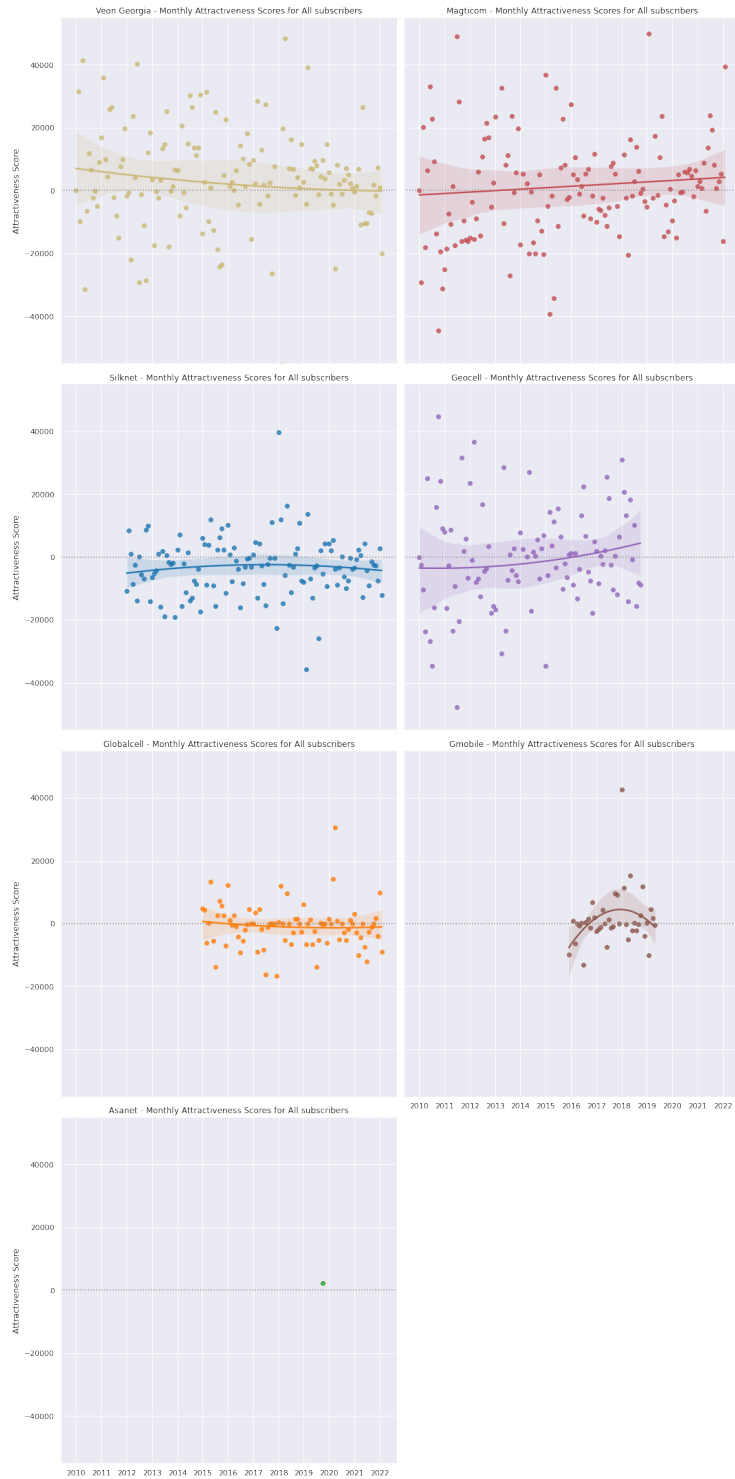 Veon Georgia - Monthly Attractiveness Scores for All subscribers
Magticom - Monthly Attractiveness Scores for All subscribers
40000
20000
0
−20000
−40000
Attractiveness Score
Silknet - Monthly Attractiveness Scores for All subscribers
Geocell - Monthly Attractiveness Scores for All subscribers
40000
20000
0
−20000
−40000
Attractiveness Score
Globalcell - Monthly Attractiveness Scores for All subscribers
Gmobile - Monthly Attractiveness Scores for All subscribers
40000
20000
0
−20000
−40000
Attractiveness Score
2010 2011 2012 2013 2014 2015 2016 2017 2018 2019 2020 2021 2022
Asanet - Monthly Attractiveness Scores for All subscribers
40000
20000
0
−20000
−40000
Attractiveness Score
2010 2011 2012 2013 2014 2015 2016 2017 2018 2019 2020 2021 2022